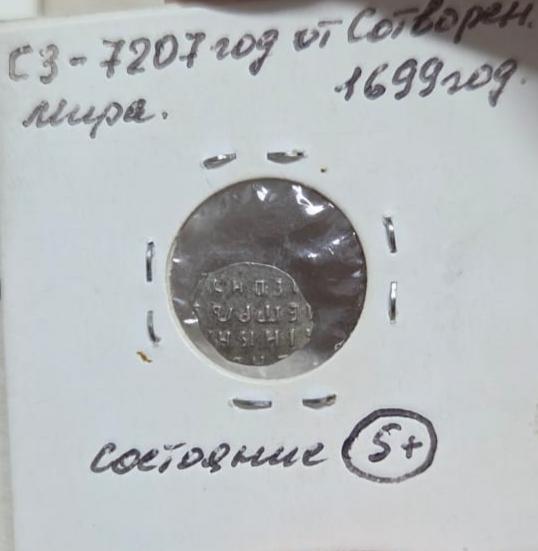 СЗ - 7207 год от Сотворен.
мира. 1699 год.
состояние 5+